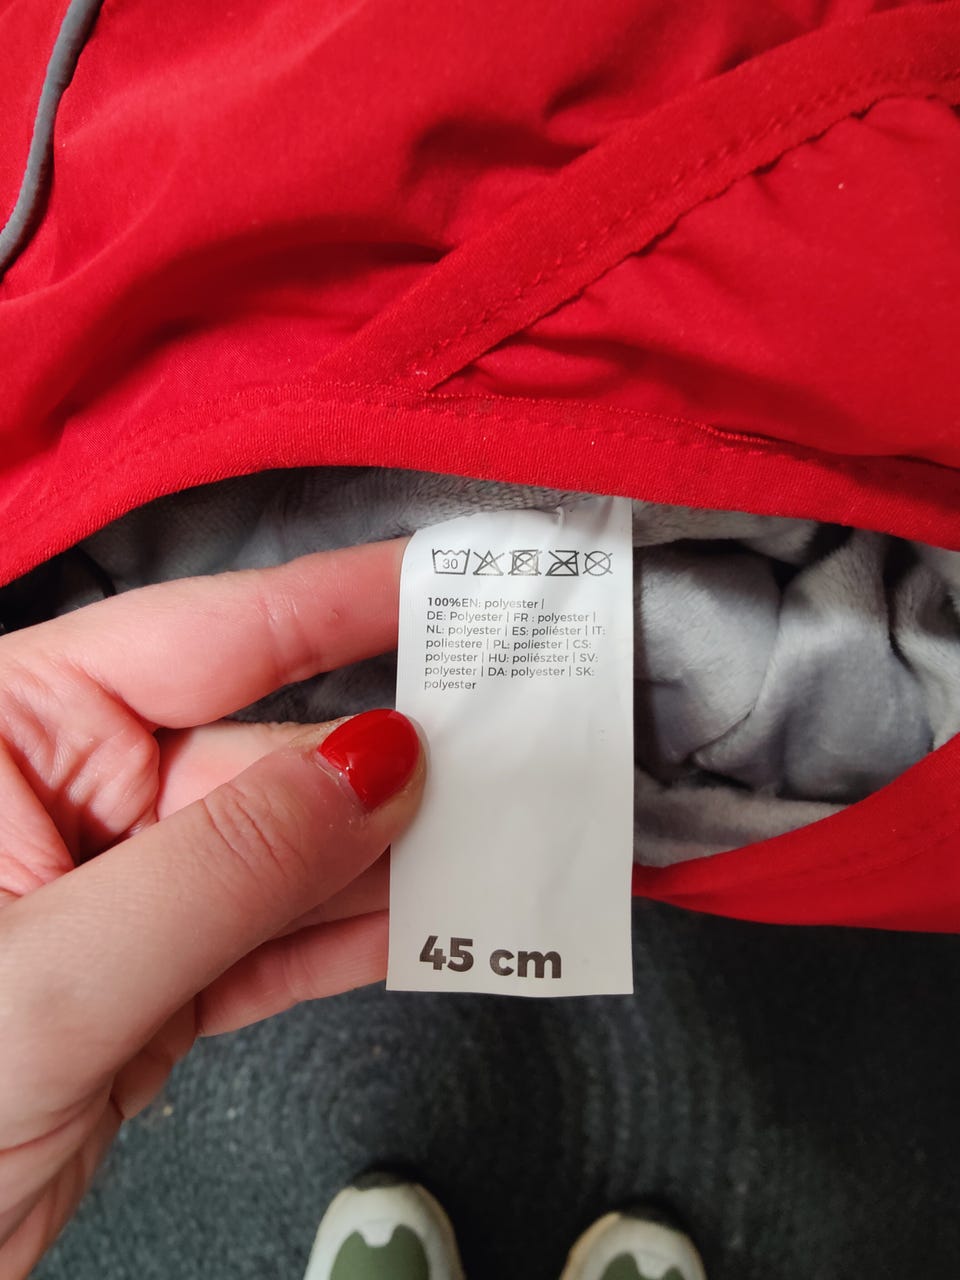 30
100%EN: polyester |
DE: Polyester | FR : polyester |
NL: polyester | ES: poliéster | IT:
poliestere | PL: poliester | CS:
polyester | HU: poliészter | SV:
polyester | DA: polyester | SK:
polyester
45 cm